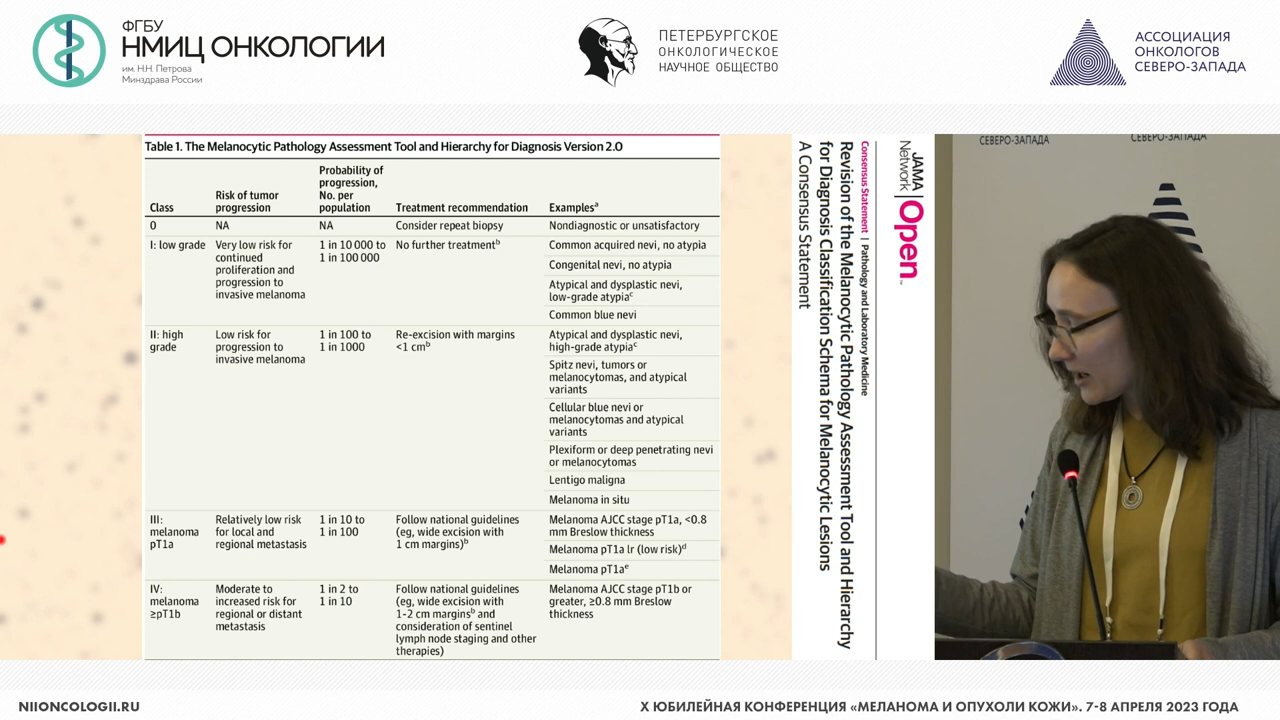 ФГБУ
НМИЦ ОНКОЛОГИИ
им. Н.Н. Петрова
Минздрава России
ПЕТЕРБУРГСКОЕ
ОНКОЛОГИЧЕСКОЕ
НАУЧНОЕ ОБЩЕСТВО
АССОЦИАЦИЯ
ОНКОЛОГОВ
СЕВЕРО-ЗАПАДА
Table 1. The Melanocytic Pathology Assessment Tool and Hierarchy for Diagnosis Version 2.0
Class
Risk of tumor
progression
Probability of
progression,
No. per
population
Treatment recommendation
Examplesᵃ
0
NA
NA
Consider repeat biopsy
Nondiagnostic or unsatisfactory
I: low grade
Very low risk for
continued
proliferation and
progression to
invasive melanoma
1 in 10 000 to
1 in 100 000
No further treatmentᵇ
Common acquired nevi, no atypia
Congenital nevi, no atypia
Atypical and dysplastic nevi,
low-grade atypiaᶜ
Common blue nevi
II: high
grade
Low risk for
progression to
invasive melanoma
1 in 100 to
1 in 1000
Re-excision with margins
<1 cmᵇ
Atypical and dysplastic nevi,
high-grade atypiaᶜ
Spitz nevi, tumors or
melanocytomas, and atypical
variants
Cellular blue nevi or
melanocytomas and atypical
variants
Plexiform or deep penetrating nevi
or melanocytomas
Lentigo maligna
Melanoma in situ
III:
melanoma
pT1a
Relatively low risk
for local and
regional metastasis
1 in 10 to
1 in 100
Follow national guidelines
(eg, wide excision with
1 cm margins)ᵇ
Melanoma AJCC stage pT1a, <0.8
mm Breslow thickness
Melanoma pT1a lr (low risk)ᵈ
Melanoma pT1aᵉ
IV:
melanoma
≥pT1b
Moderate to
increased risk for
regional or distant
metastasis
1 in 2 to
1 in 10
Follow national guidelines
(eg, wide excision with
1-2 cm marginsᵇ and
consideration of sentinel
lymph node staging and other
therapies)
Melanoma AJCC stage pT1b or
greater, ≥0.8 mm Breslow
thickness
JAMA
Network | Open™
Consensus Statement | Pathology and Laboratory Medicine
Revision of the Melanocytic Pathology Assessment Tool and Hierarchy
for Diagnosis Classification Schema for Melanocytic Lesions
A Consensus Statement
СЕВЕРО-ЗАПАДА
СЕВЕРО-ЗАПАДА
NIIONCOLOGII.RU
X ЮБИЛЕЙНАЯ КОНФЕРЕНЦИЯ «МЕЛАНОМА И ОПУХОЛИ КОЖИ». 7-8 АПРЕЛЯ 2023 ГОДА